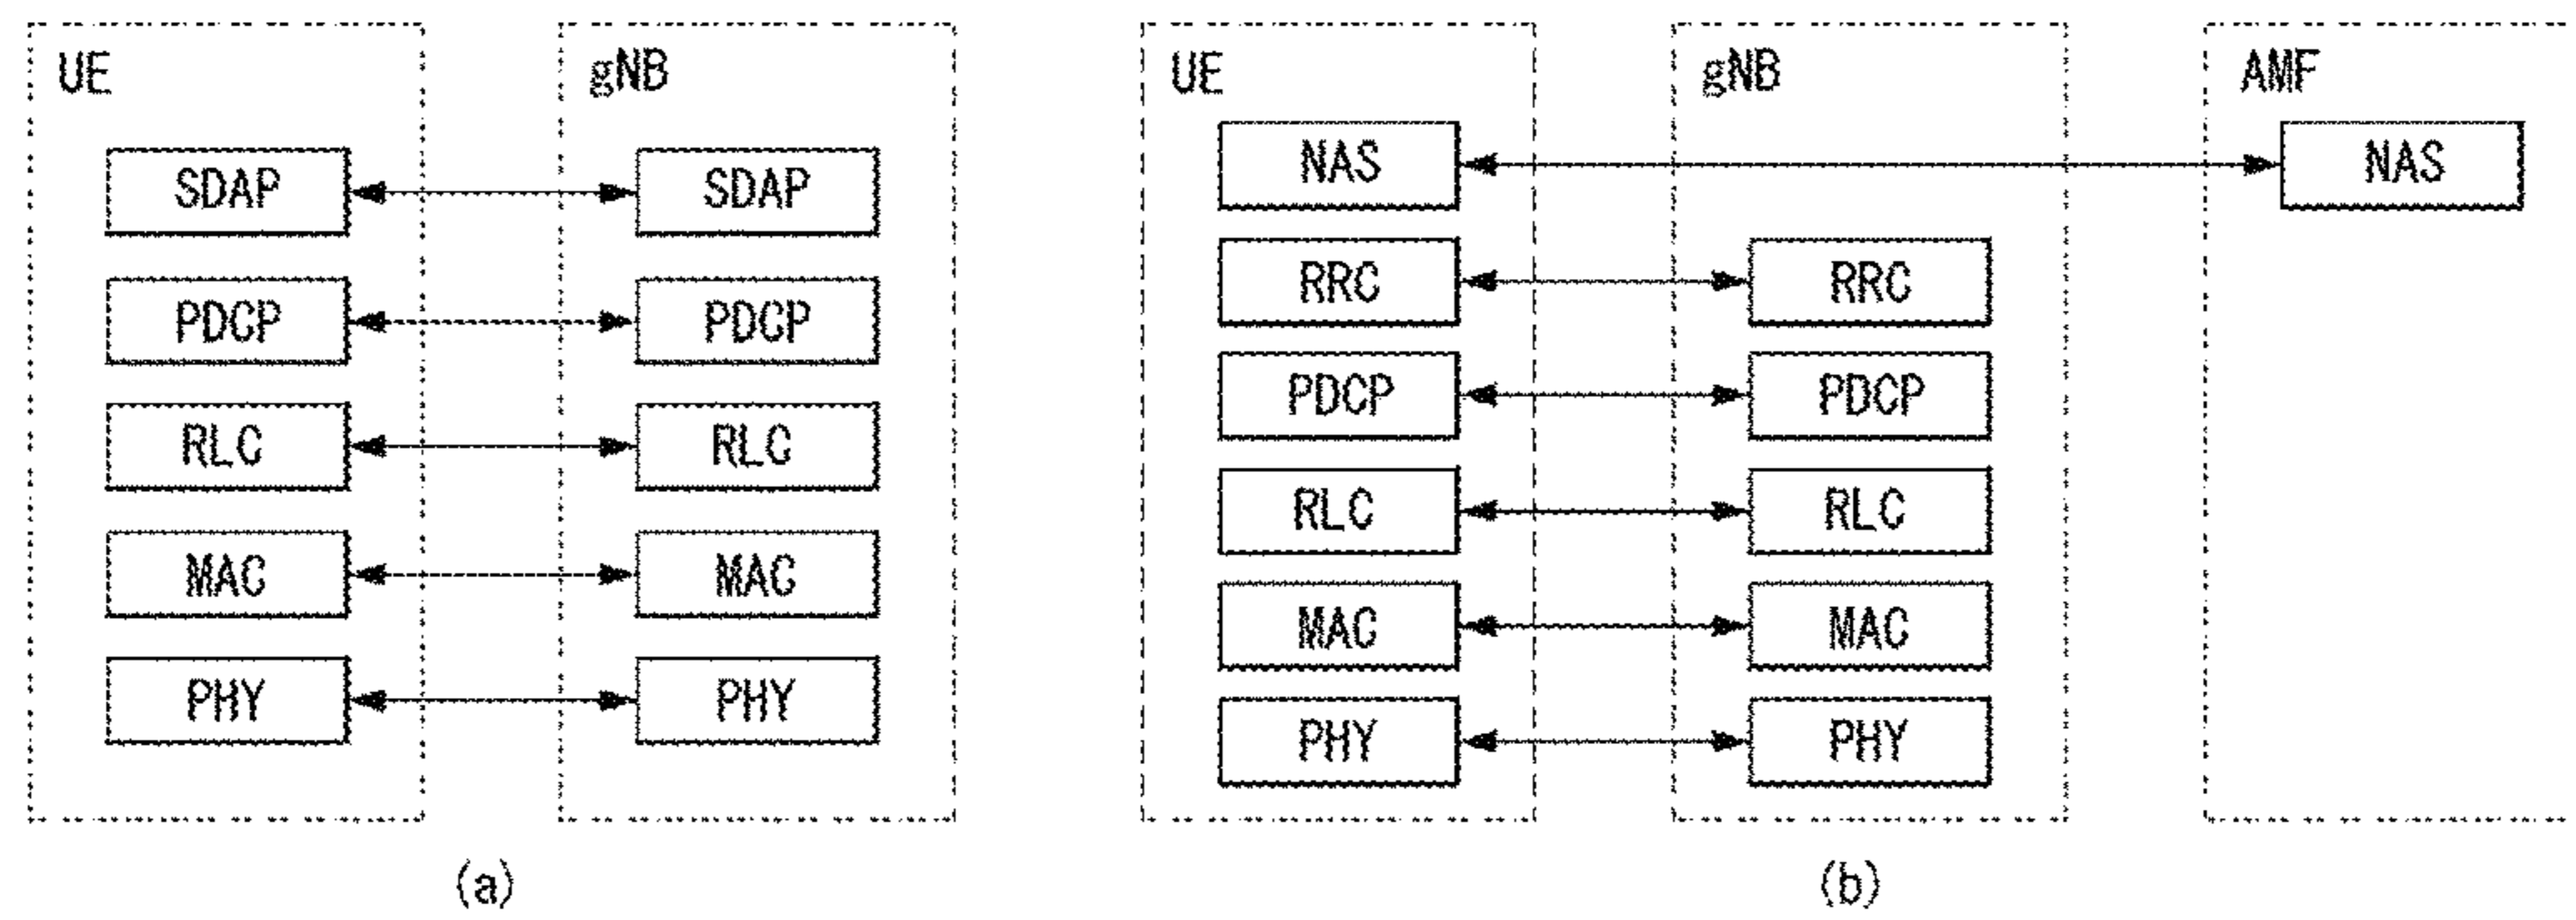 UE gNB
SDAP SDAP
PDCP PDCP
RLC RLC
MAC MAC
PHY PHY
(a)
UE gNB AMF
NAS NAS
RRC RRC
PDCP PDCP
RLC RLC
MAC MAC
PHY PHY
(b)